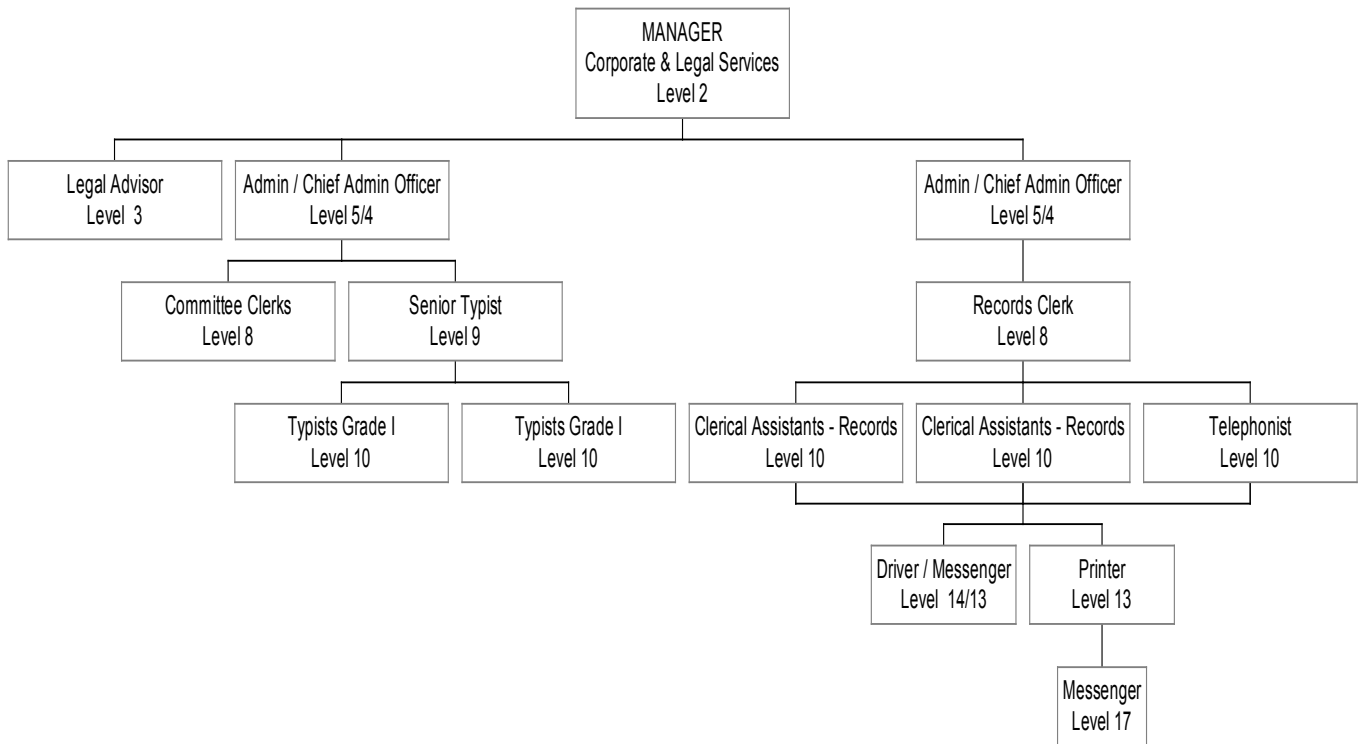 MANAGER
Corporate & Legal Services
Level 2
Legal Advisor
Level 3
Admin / Chief Admin Officer
Level 5/4
Admin / Chief Admin Officer
Level 5/4
Committee Clerks
Level 8
Senior Typist
Level 9
Records Clerk
Level 8
Typists Grade I
Level 10
Typists Grade I
Level 10
Clerical Assistants - Records
Level 10
Clerical Assistants - Records
Level 10
Telephonist
Level 10
Driver / Messenger
Level 14/13
Printer
Level 13
Messenger
Level 17